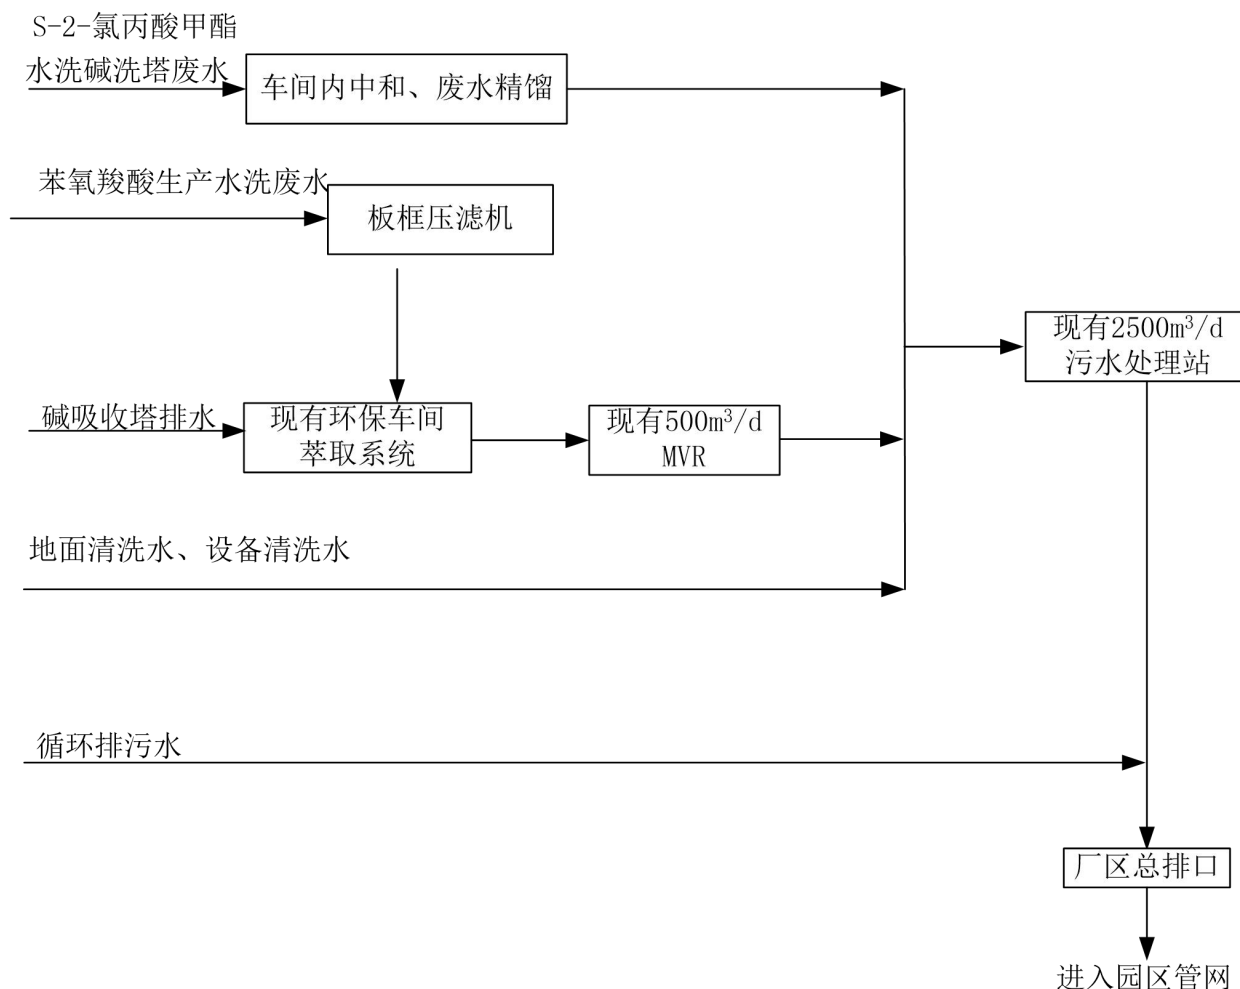 S-2-氯丙酸甲酯
水洗碱洗塔废水
车间内中和、废水精馏
苯氧羧酸生产水洗废水
板框压滤机
现有2500m³/d
污水处理站
碱吸收塔排水
现有环保车间
萃取系统
现有500m³/d
MVR
地面清洗水、设备清洗水
循环排污水
厂区总排口
进入园区管网